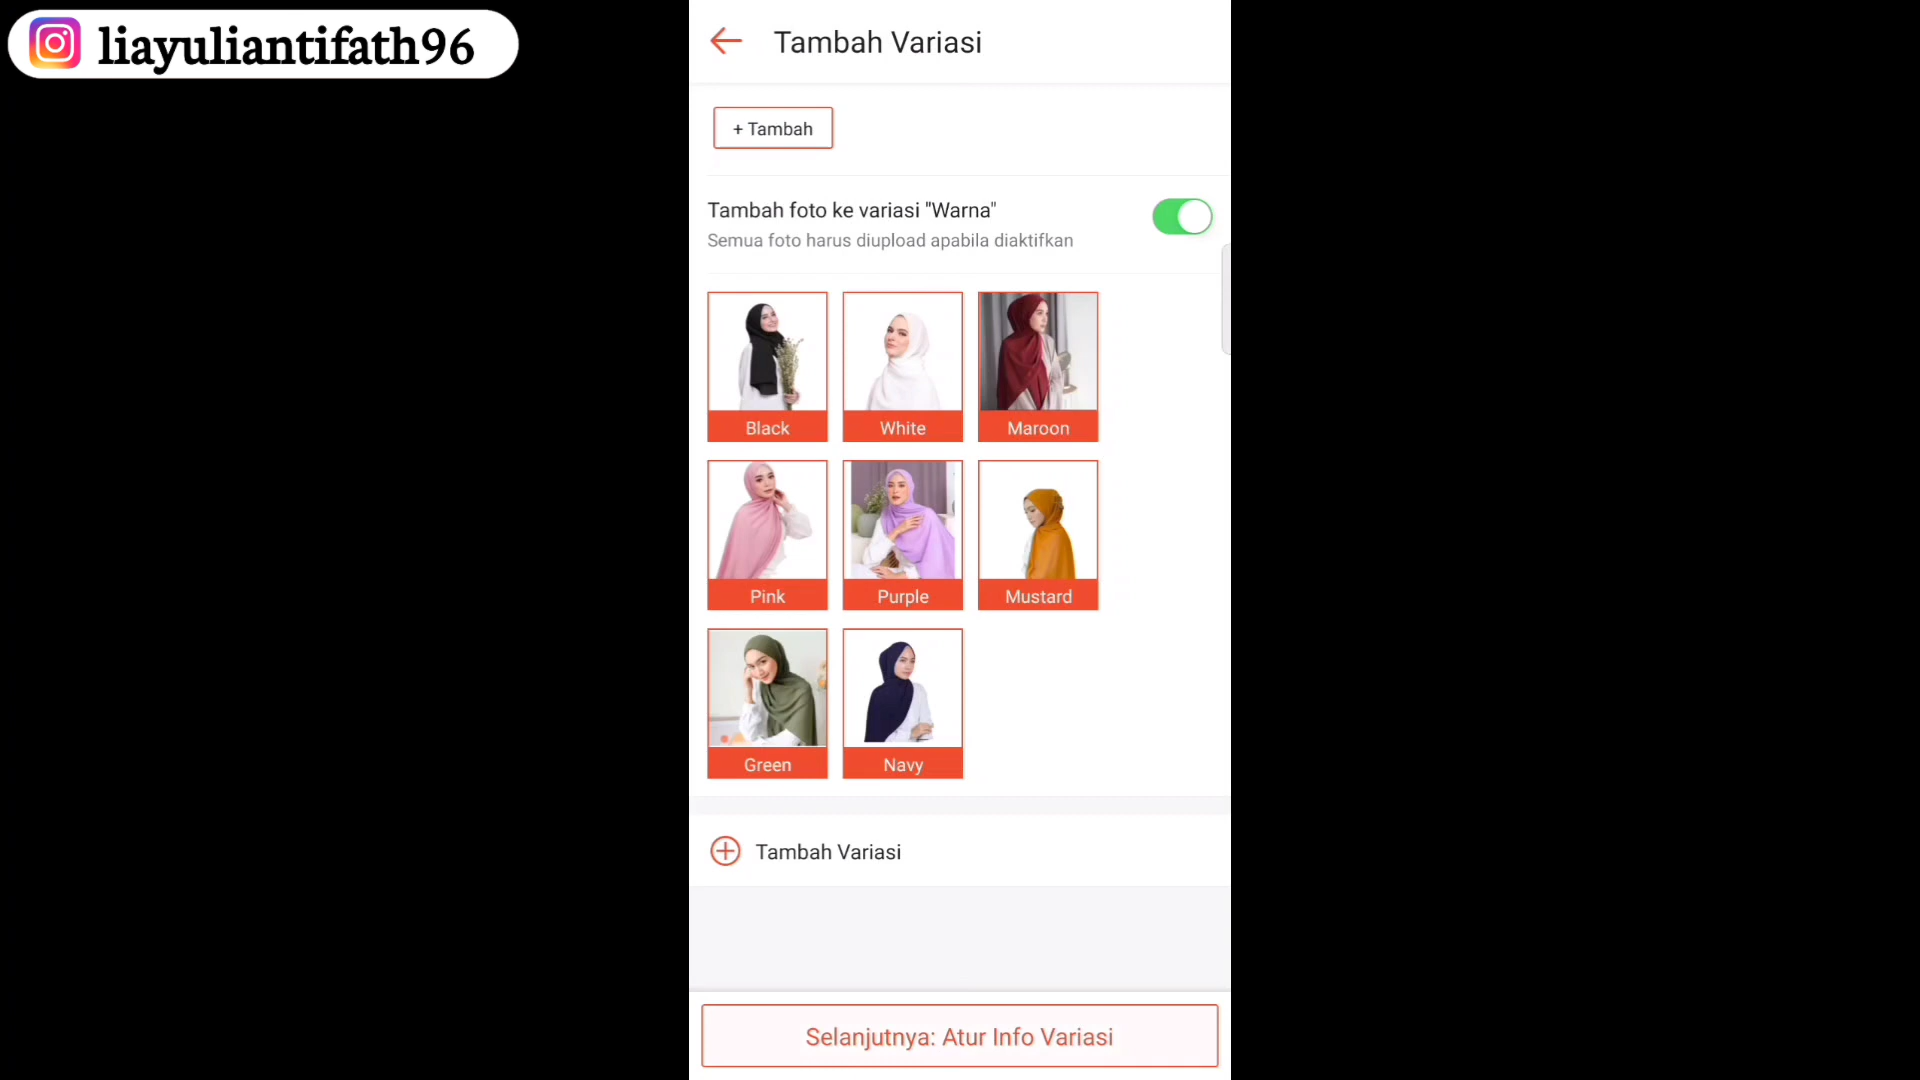 liayuliantifath96
Tambah Variasi
+ Tambah
Tambah foto ke variasi "Warna"
Semua foto harus diupload apabila diaktifkan
Black
White
Maroon
Pink
Purple
Mustard
Green
Navy
Tambah Variasi
Selanjutnya: Atur Info Variasi